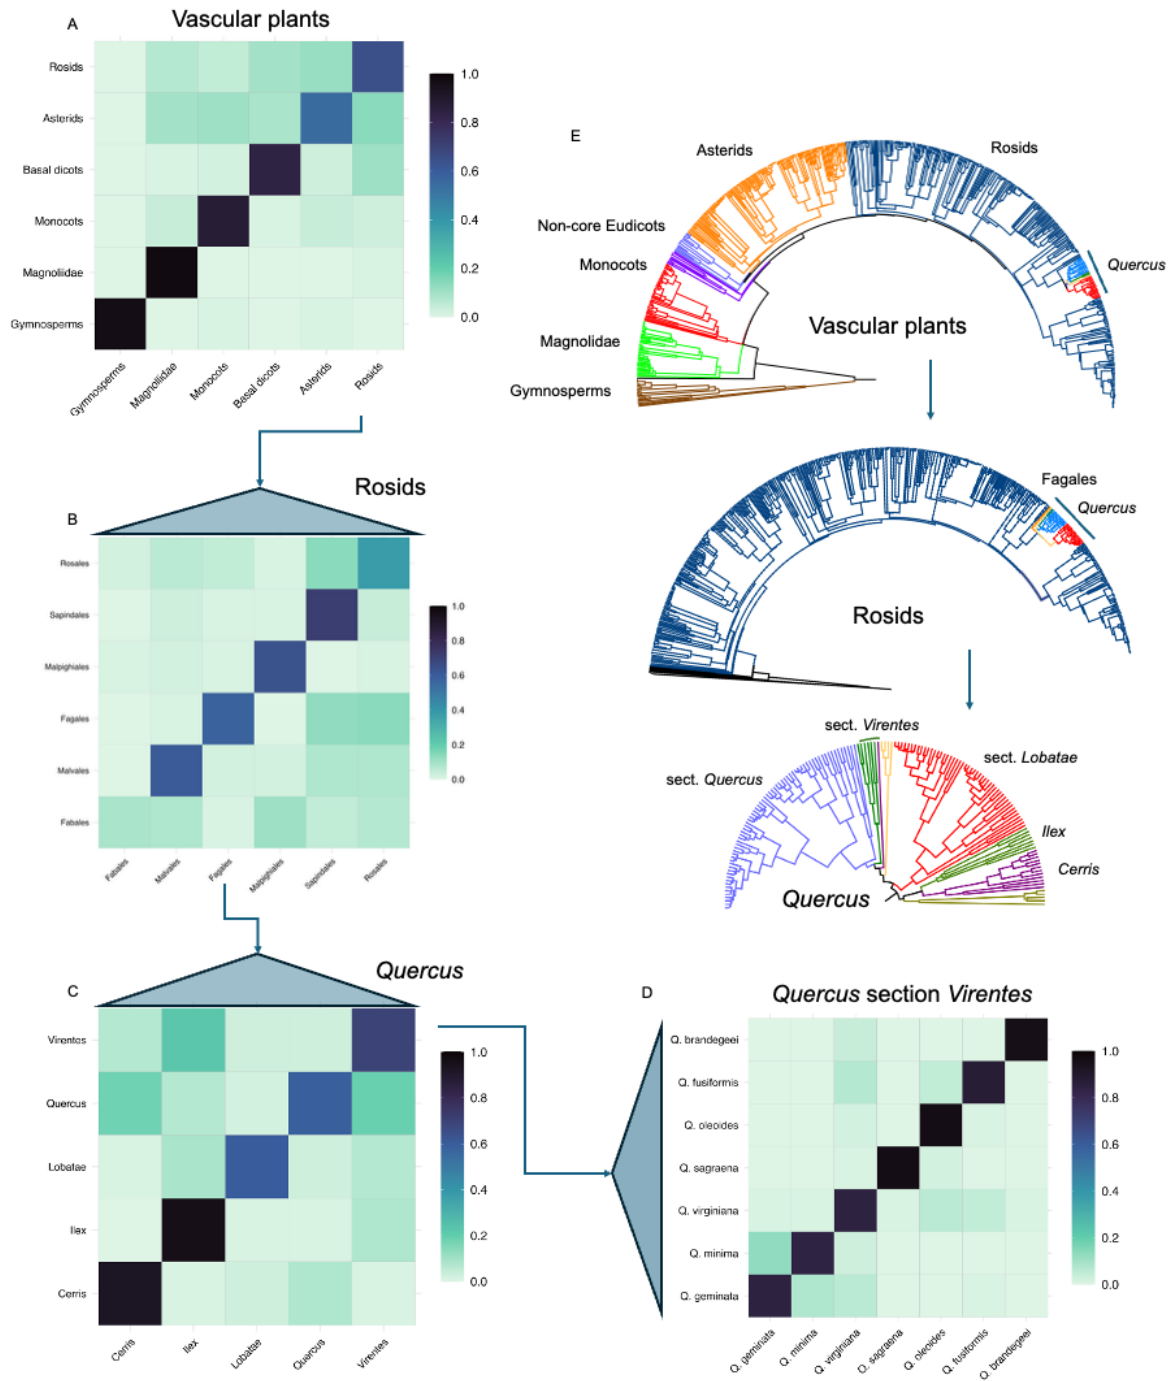 A
Vascular plants
Rosids
Asterids
Basal dicots
Monocots
Magnoliidae
Gymnosperms
Gymnosperms
Magnoliidae
Monocots
Basal dicots
Asterids
Rosids
1.0
0.8
0.6
0.4
0.2
0.0
B
Rosids
Rosales
Sapindales
Malpighiales
Fagales
Malvales
Fabales
Fabales
Malvales
Fagales
Malpighiales
Sapindales
Rosales
1.0
0.8
0.6
0.4
0.2
0.0
C
Quercus
Virentes
Quercus
Lobatae
Ilex
Cerris
Cerris
Ilex
Lobatae
Quercus
Virentes
1.0
0.8
0.6
0.4
0.2
0.0
D
Quercus section Virentes
Q. brandegeei
Q. fusiformis
Q. oleoides
Q. sagraena
Q. virginiana
Q. minima
Q. geminata
Q. geminata
Q. minima
Q. virginiana
Q. sagraena
Q. oleoides
Q. fusiformis
Q. brandegeei
1.0
0.8
0.6
0.4
0.2
0.0
E
Asterids
Rosids
Non-core Eudicots
Monocots
Quercus
Magnolidae
Vascular plants
Gymnosperms
Fagales
Quercus
Rosids
sect. Virentes
sect. Quercus
sect. Lobatae
Ilex
Cerris
Quercus